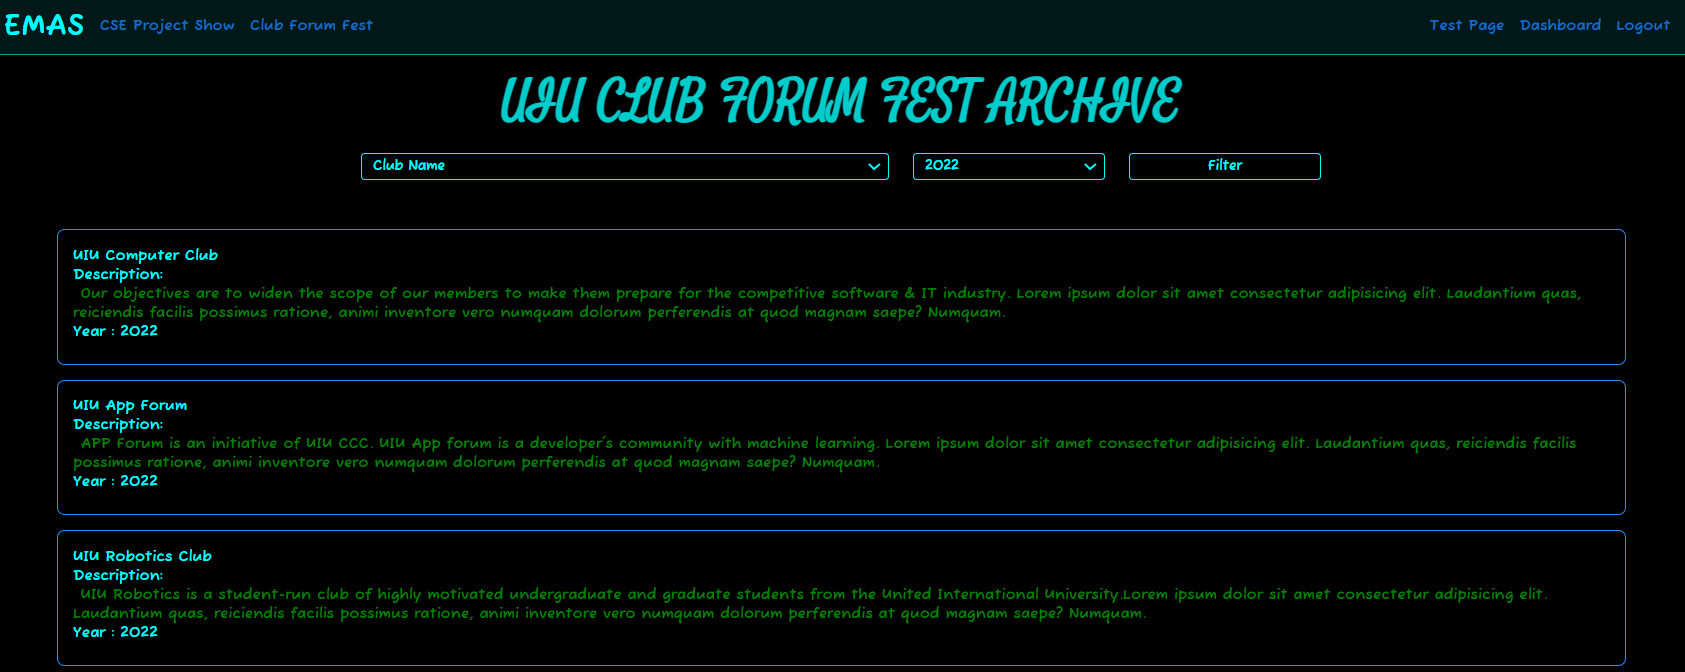 EMAS CSE Project Show Club Forum Fest Test Page Dashboard Logout
UIU CLUB FORUM FEST ARCHIVE
Club Name 2022 Filter
UIU Computer Club
Description:
Our objectives are to widen the scope of our members to make them prepare for the competitive software & IT industry. Lorem ipsum dolor sit amet consectetur adipisicing elit. Laudantium quas,
reiciendis facilis possimus ratione, animi inventore vero numquam dolorum perferendis at quod magnam saepe? Numquam.
Year : 2022
UIU App Forum
Description:
APP Forum is an initiative of UIU CCC. UIU App forum is a developer's community with machine learning. Lorem ipsum dolor sit amet consectetur adipisicing elit. Laudantium quas, reiciendis facilis
possimus ratione, animi inventore vero numquam dolorum perferendis at quod magnam saepe? Numquam.
Year : 2022
UIU Robotics Club
Description:
UIU Robotics is a student-run club of highly motivated undergraduate and graduate students from the United International University.Lorem ipsum dolor sit amet consectetur adipisicing elit.
Laudantium quas, reiciendis facilis possimus ratione, animi inventore vero numquam dolorum perferendis at quod magnam saepe? Numquam.
Year : 2022